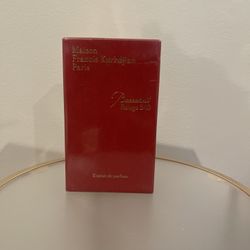 Maison
Francis Kurkdjian
Paris
Baccarat
Rouge 540
Extrait de parfum